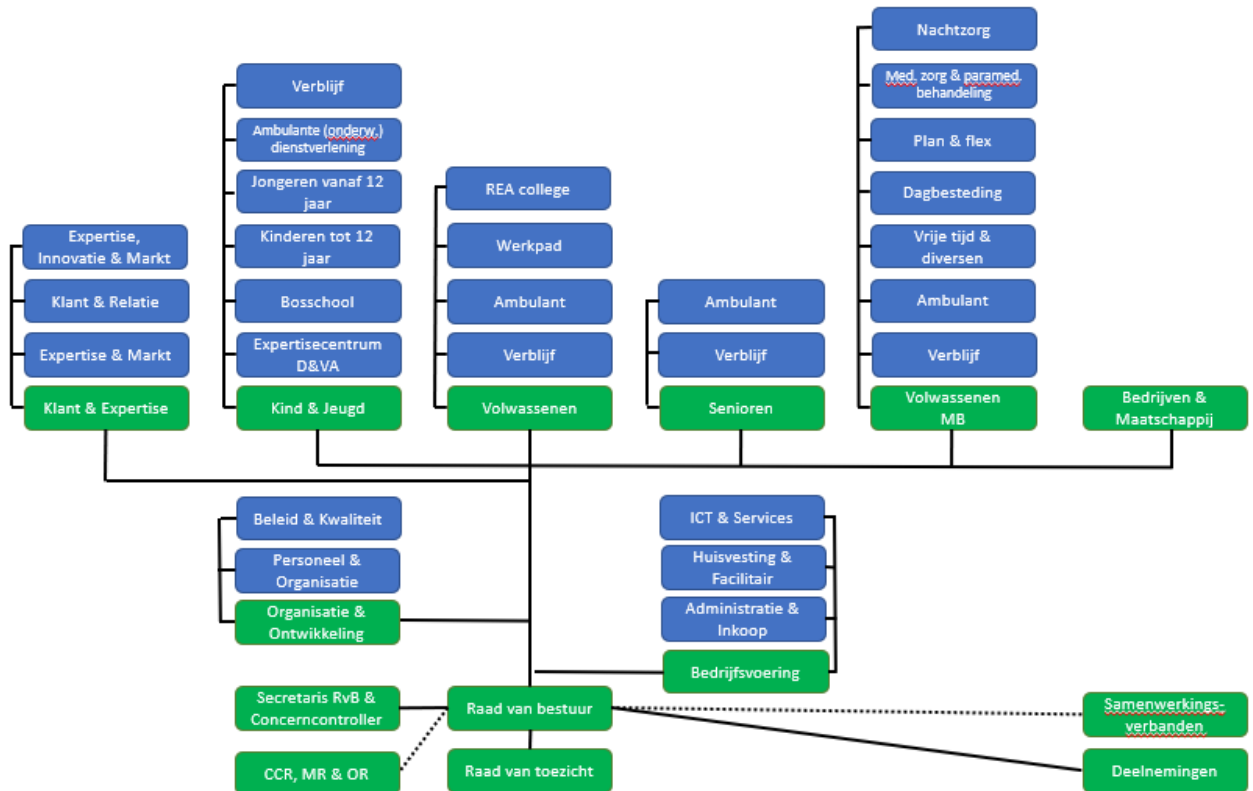 Nachtzorg
Med. zorg & paramed.
behandeling
Plan & flex
Dagbesteding
Vrije tijd &
diversen
Ambulant
Verblijf
Volwassenen
MB
Verblijf
Ambulante (onderw.)
dienstverlening
Jongeren vanaf 12
jaar
Kinderen tot 12
jaar
Bosschool
Expertisecentrum
D&VA
Kind & Jeugd
REA college
Werkpad
Ambulant
Verblijf
Volwassenen
Expertise,
Innovatie & Markt
Klant & Relatie
Expertise & Markt
Klant & Expertise
Ambulant
Verblijf
Senioren
Bedrijven &
Maatschappij
Beleid & Kwaliteit
Personeel &
Organisatie
Organisatie &
Ontwikkeling
ICT & Services
Huisvesting &
Facilitair
Administratie &
Inkoop
Bedrijfsvoering
Secretaris RvB &
Concerncontroller
Raad van bestuur
Samenwerkings-
verbanden
CCR, MR & OR
Raad van toezicht
Deelnemingen